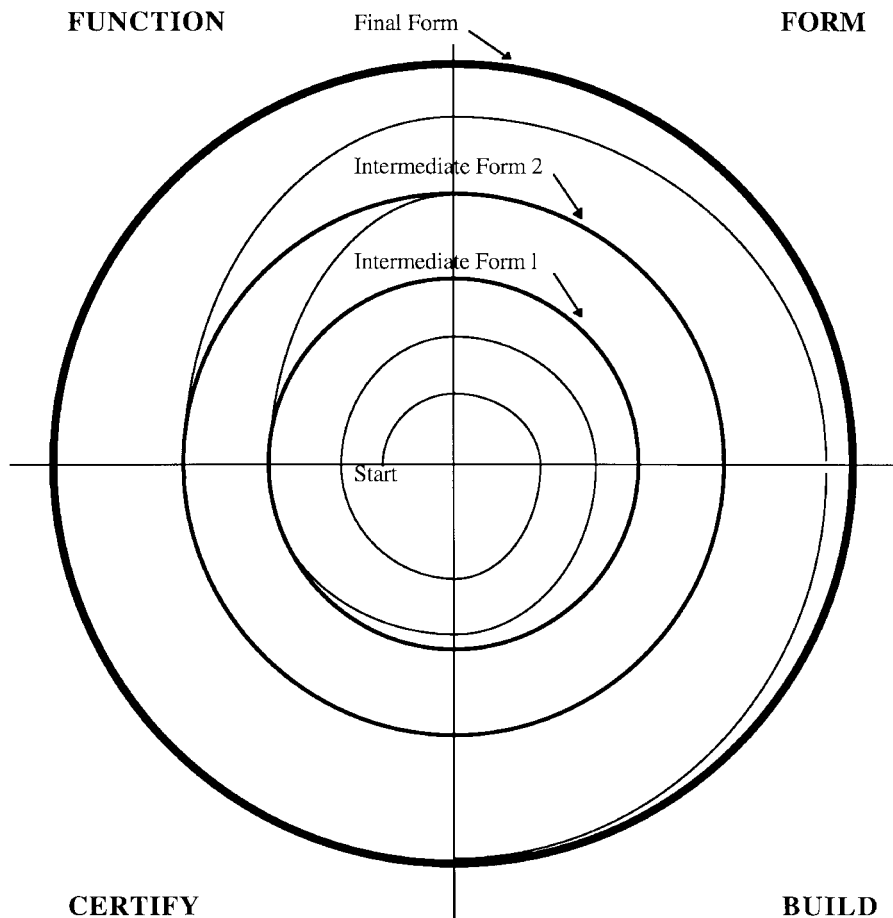 FUNCTION
Final Form
FORM
Intermediate Form 2
Intermediate Form 1
Start
CERTIFY
BUILD